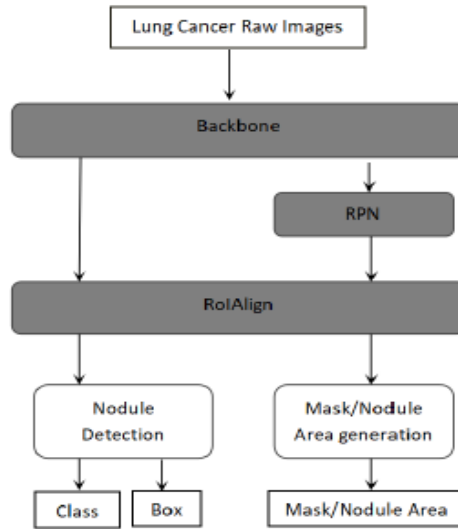 Lung Cancer Raw Images
Backbone
RPN
RoIAlign
Nodule
Detection
Mask/Nodule
Area generation
Class
Box
Mask/Nodule Area